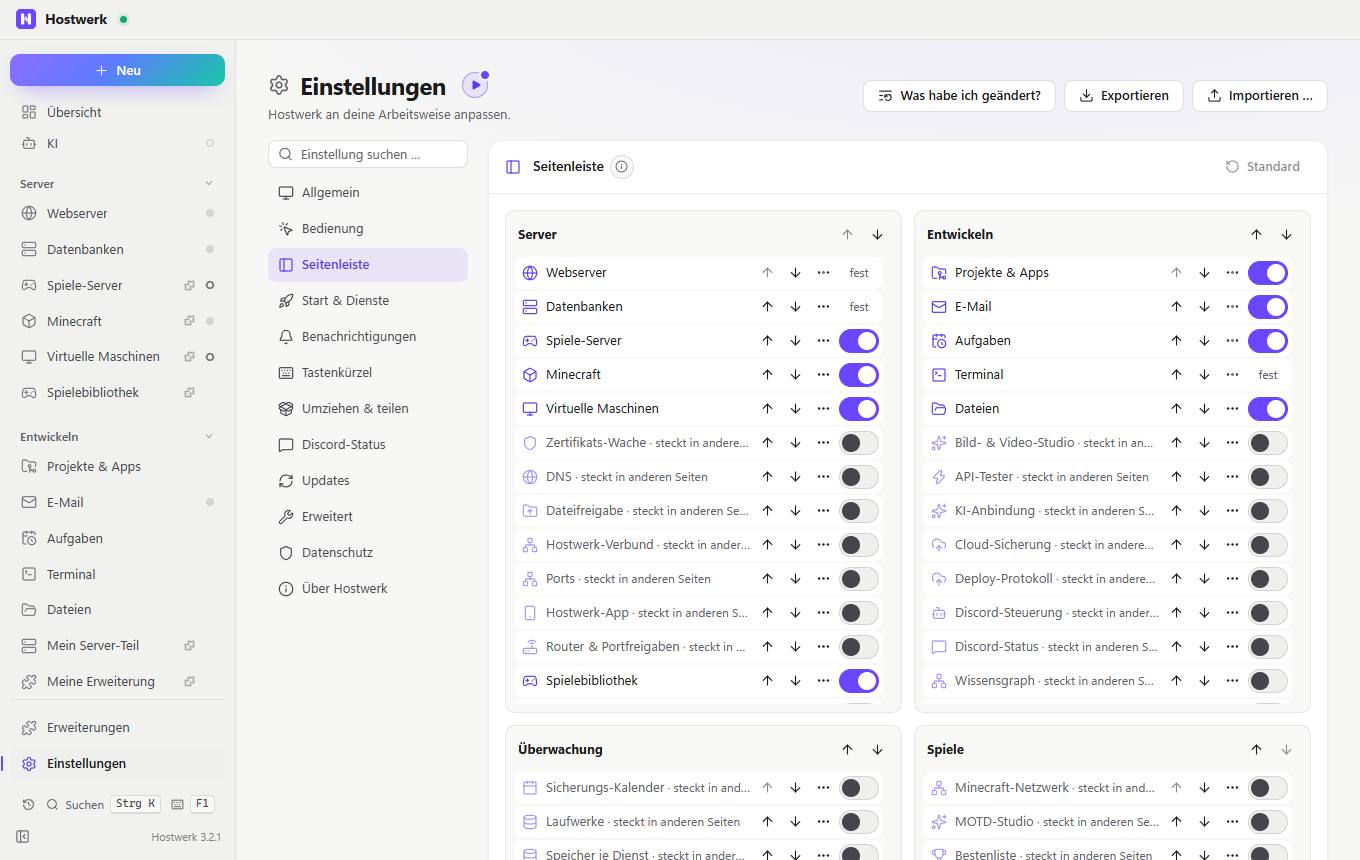 Hostwerk
Neu
Übersicht
KI
Server
Webserver
Datenbanken
Spiele-Server
Minecraft
Virtuelle Maschinen
Spielebibliothek
Entwickeln
Projekte & Apps
E-Mail
Aufgaben
Terminal
Dateien
Mein Server-Teil
Meine Erweiterung
Erweiterungen
Einstellungen
Suchen Strg K F1
Hostwerk 3.2.1
Einstellungen
Hostwerk an deine Arbeitsweise anpassen.
Was habe ich geändert? Exportieren Importieren ...
Einstellung suchen ...
Allgemein
Bedienung
Seitenleiste
Start & Dienste
Benachrichtigungen
Tastenkürzel
Umziehen & teilen
Discord-Status
Updates
Erweitert
Datenschutz
Über Hostwerk
Seitenleiste Standard
Server
Webserver fest
Datenbanken fest
Spiele-Server
Minecraft
Virtuelle Maschinen
Zertifikats-Wache · steckt in andere...
DNS · steckt in anderen Seiten
Dateifreigabe · steckt in anderen Se...
Hostwerk-Verbund · steckt in ander...
Ports · steckt in anderen Seiten
Hostwerk-App · steckt in anderen S...
Router & Portfreigaben · steckt in ...
Spielebibliothek
Entwickeln
Projekte & Apps
E-Mail
Aufgaben
Terminal fest
Dateien
Bild- & Video-Studio · steckt in an...
API-Tester · steckt in anderen Seiten
KI-Anbindung · steckt in anderen S...
Cloud-Sicherung · steckt in andere...
Deploy-Protokoll · steckt in andere...
Discord-Steuerung · steckt in ander...
Discord-Status · steckt in anderen S...
Wissensgraph · steckt in anderen S...
Überwachung
Sicherungs-Kalender · steckt in and...
Laufwerke · steckt in anderen Seiten
Speicher je Dienst · steckt in ander...
Spiele
Minecraft-Netzwerk · steckt in and...
MOTD-Studio · steckt in anderen Se...
Bestenliste · steckt in anderen Seiten